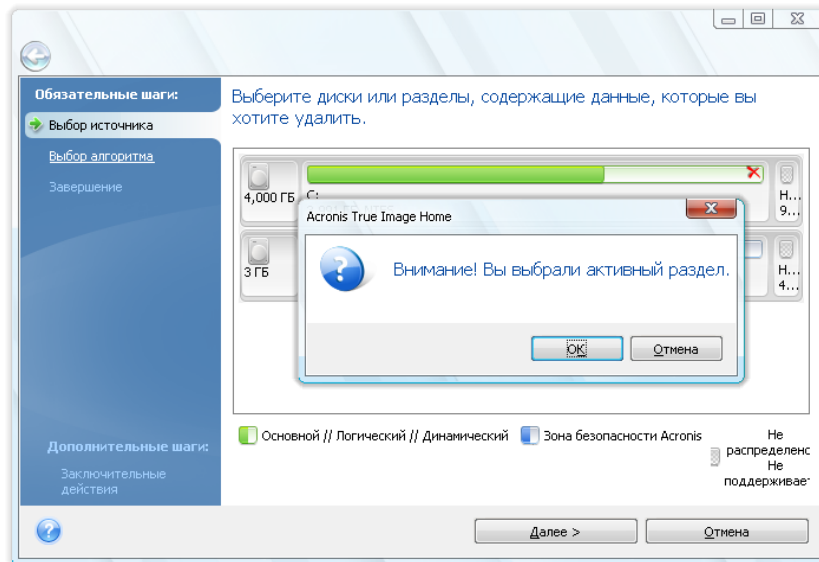 Обязательные шаги:
Выбор источника
Выбор алгоритма
Завершение
Дополнительные шаги:
Заключительные
действия
Выберите диски или разделы, содержащие данные, которые вы
хотите удалить.
4,000 ГБ
C:
Н...
9...
3 ГБ
Н...
4...
Acronis True Image Home
Внимание! Вы выбрали активный раздел.
OK
Отмена
Основной // Логический // Динамический
Зона безопасности Acronis
Не
распределенс
Не
поддерживает
Далее >
Отмена